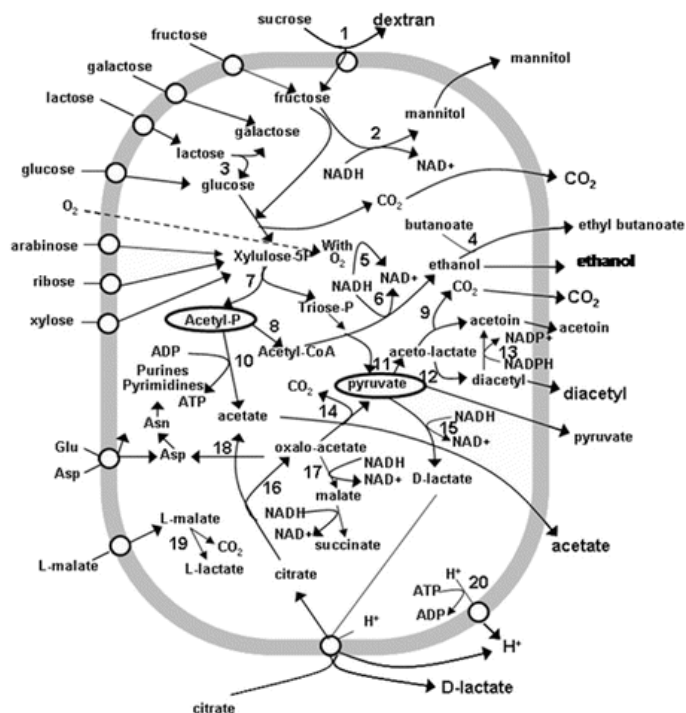 sucrose
dextran
1
fructose
mannitol
galactose
fructose
mannitol
lactose
galactose
2
lactose
NADH
NAD+
3
glucose
glucose
CO2
CO2
O2
butanoate
4
ethyl butanoate
arabinose
With
O2
5
Xylulose-5P
NAD+
ethanol
ethanol
ribose
7
NADH
6
CO2
CO2
xylose
Triose-P
9
Acetyl-P
8
acetoin
acetoin
NADP+
Acetyl-CoA
11
aceto-lactate
13
ADP
10
NADPH
Purines
Pyrimidines
pyruvate
12
diacetyl
diacetyl
ATP
CO2
14
acetate
NADH
Asn
15
NAD+
pyruvate
Glu
Asp
Asp
18
oxalo-acetate
17
NADH
NAD+
D-lactate
16
malate
L-malate
NADH
NAD+
succinate
acetate
19
CO2
L-malate
L-lactate
citrate
H+
20
ATP
ADP
H+
H+
D-lactate
citrate